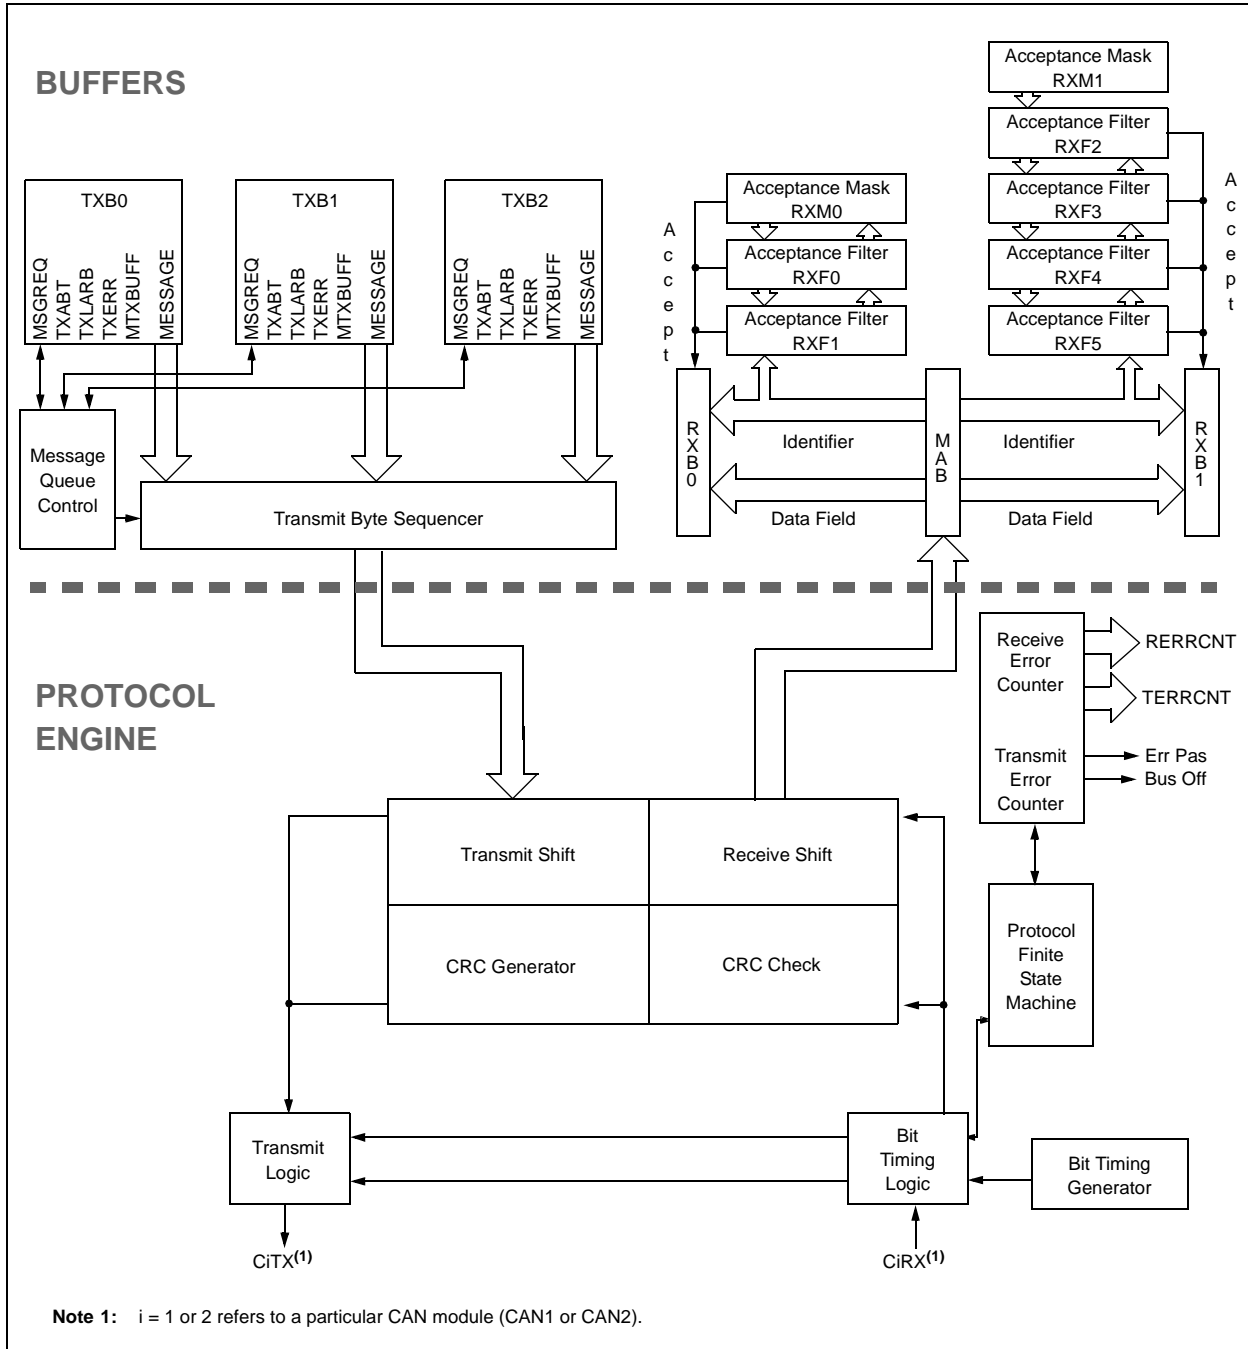 BUFFERS
Acceptance Mask
RXM1
Acceptance Filter
RXF2
Acceptance Filter
RXF3
Acceptance Filter
RXF4
Acceptance Filter
RXF5
Accept
Acceptance Mask
RXM0
Acceptance Filter
RXF0
Acceptance Filter
RXF1
Accept
TXB0
MSGREQ
TXABT
TXLARB
TXERR
MTXBUFF
MESSAGE
TXB1
MSGREQ
TXABT
TXLARB
TXERR
MTXBUFF
MESSAGE
TXB2
MSGREQ
TXABT
TXLARB
TXERR
MTXBUFF
MESSAGE
Message
Queue
Control
Transmit Byte Sequencer
RXB0
Identifier
MAB
Identifier
RXB1
Data Field
Data Field
PROTOCOL
ENGINE
Receive
Error
Counter
RERRCNT
TERRCNT
Transmit
Error
Counter
Err Pas
Bus Off
Transmit Shift
Receive Shift
CRC Generator
CRC Check
Protocol
Finite
State
Machine
Transmit
Logic
Bit
Timing
Logic
Bit Timing
Generator
CiTX(1)
CiRX(1)
Note 1: i = 1 or 2 refers to a particular CAN module (CAN1 or CAN2).